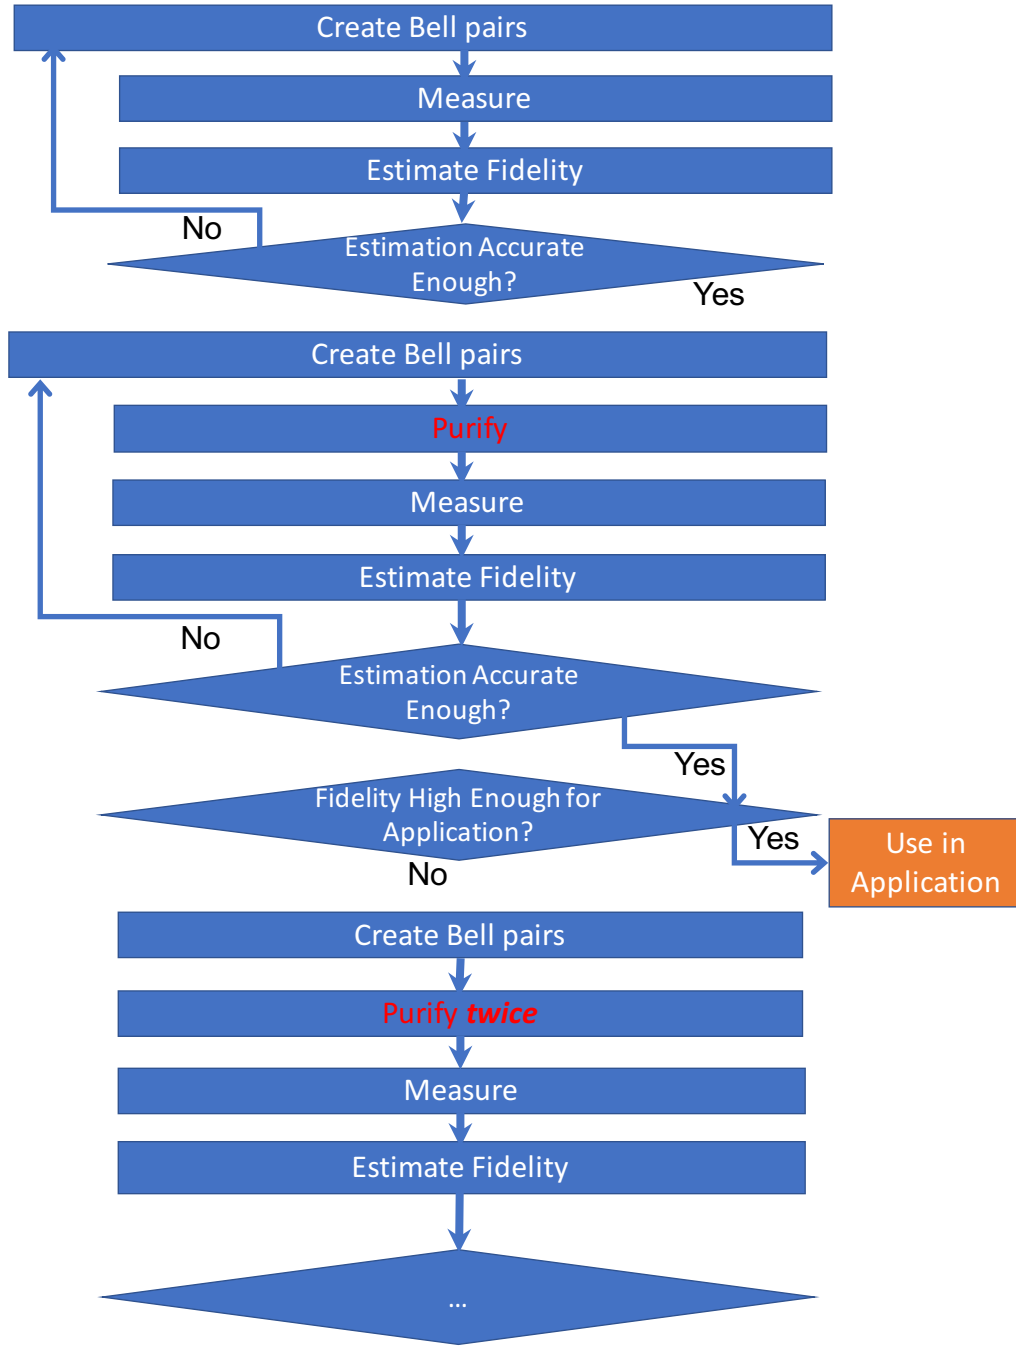 Create Bell pairs
Measure
Estimate Fidelity
No
Estimation Accurate
Enough?
Yes
Create Bell pairs
Purify
Measure
Estimate Fidelity
No
Estimation Accurate
Enough?
Yes
Fidelity High Enough for
Application?
Yes
Use in
Application
No
Create Bell pairs
Purify twice
Measure
Estimate Fidelity
...